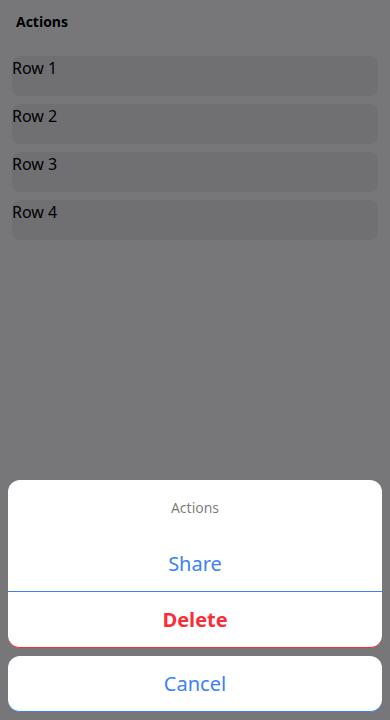 Actions
Row 1
Row 2
Row 3
Row 4
Actions
Share
Delete
Cancel